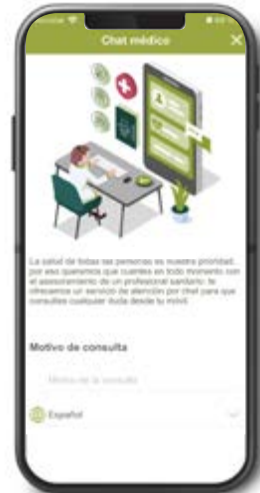 Chat médico
La salud de todas las personas es nuestra prioridad,
por eso queremos que cuentes en todo momento con
el asesoramiento de un profesional sanitario: te
ofrecemos un servicio de atención por chat para que
consultes cualquier duda desde tu móvil.
Motivo de consulta
Motivo de la consulta
Español